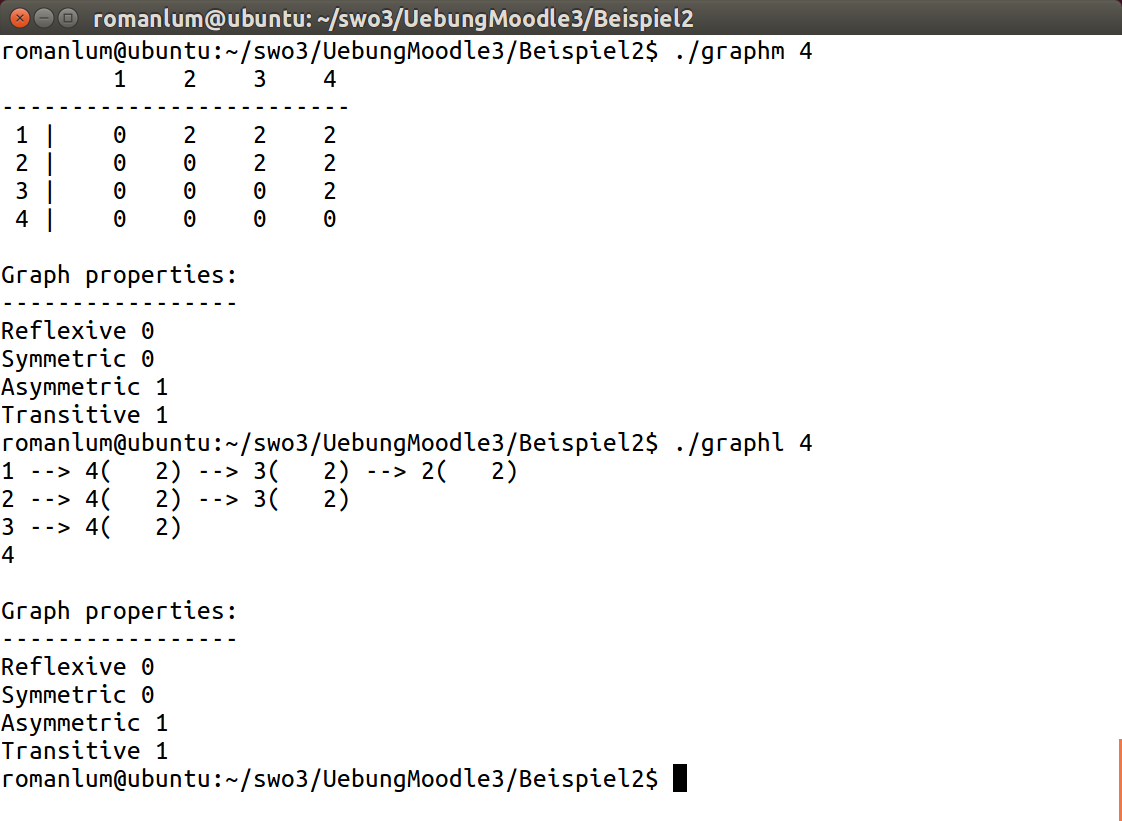 romanlum@ubuntu: ~/swo3/UebungMoodle3/Beispiel2
romanlum@ubuntu:~/swo3/UebungMoodle3/Beispiel2$ ./graphm 4
        1    2    3    4
-------------------------
 1 |    0    2    2    2
 2 |    0    0    2    2
 3 |    0    0    0    2
 4 |    0    0    0    0

Graph properties:
-----------------
Reflexive 0
Symmetric 0
Asymmetric 1
Transitive 1
romanlum@ubuntu:~/swo3/UebungMoodle3/Beispiel2$ ./graphl 4
1 --> 4(   2) --> 3(   2) --> 2(   2)
2 --> 4(   2) --> 3(   2)
3 --> 4(   2)
4

Graph properties:
-----------------
Reflexive 0
Symmetric 0
Asymmetric 1
Transitive 1
romanlum@ubuntu:~/swo3/UebungMoodle3/Beispiel2$